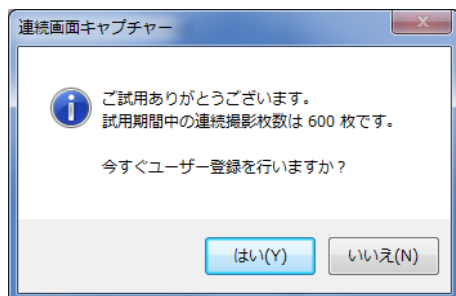 連続画面キャプチャー
ご試用ありがとうございます。
試用期間中の連続撮影枚数は 600 枚です。
今すぐユーザー登録を行いますか？
はい(Y)
いいえ(N)